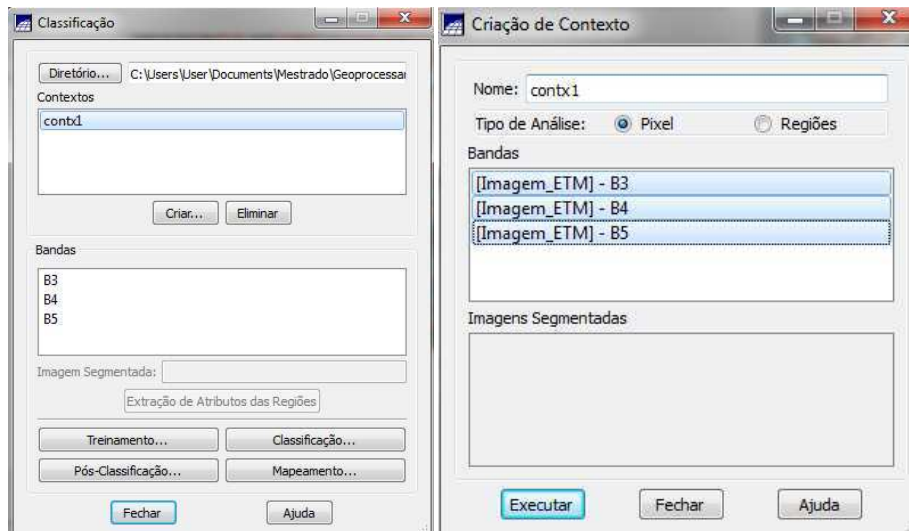 Classificação
Diretório... C:\Users\User\Documents\Mestrado\Geoprocessar
Contextos
contx1
Criar... Eliminar
Bandas
B3
B4
B5
Imagem Segmentada:
Extração de Atributos das Regiões
Treinamento... Classificação...
Pós-Classificação... Mapeamento...
Fechar Ajuda
Criação de Contexto
Nome: contx1
Tipo de Análise: Pixel Regiões
Bandas
[Imagem_ETM] - B3
[Imagem_ETM] - B4
[Imagem_ETM] - B5
Imagens Segmentadas
Executar Fechar Ajuda